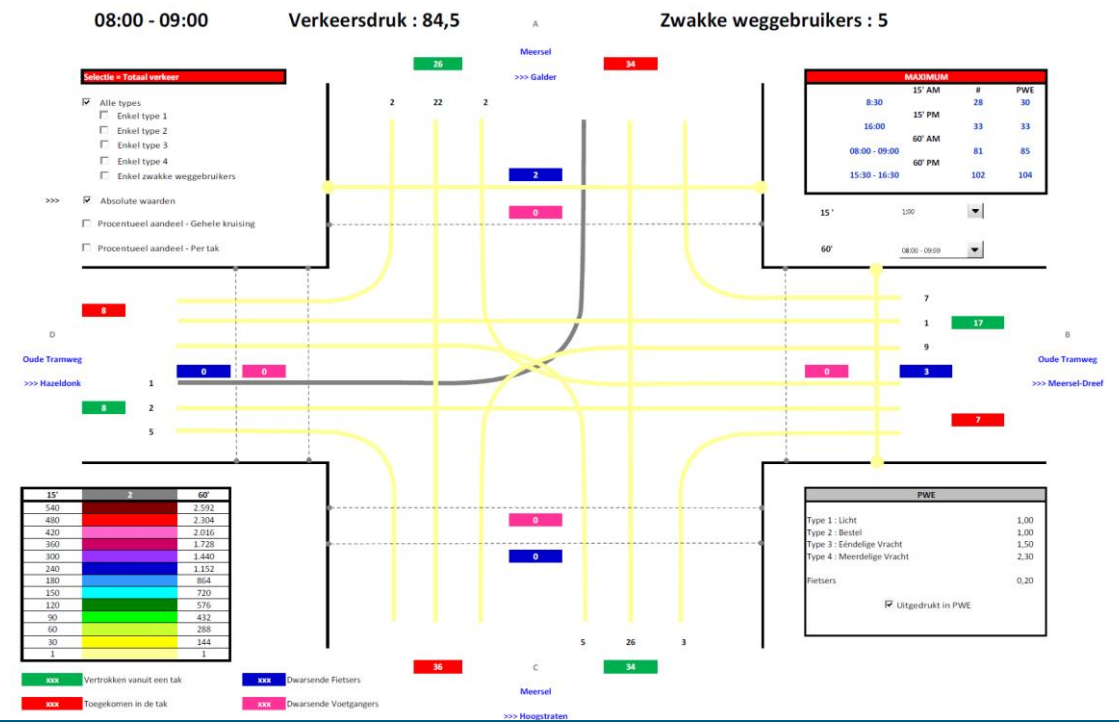 08:00 - 09:00 Verkeersdruk : 84,5 Zwakke weggebruikers : 5
A
Meersel
>>> Galder
26 34
2 22 2
Selectie = Totaal verkeer
Alle types
Enkel type 1
Enkel type 2
Enkel type 3
Enkel type 4
Enkel zwakke weggebruikers
>>> Absolute waarden
Procentueel aandeel - Gehele kruising
Procentueel aandeel - Per tak
MAXIMUM
15' AM # PWE
8:30 28 30
15' PM
16:00 33 33
60' AM
08:00 - 09:00 81 85
60' PM
15:30 - 16:30 102 104
15 ' 1:00
60' 08:00 - 09:00
2
0
8
D
Oude Tramweg
>>> Hazeldonk
0 0
1
8 2
5
7
1 17
9
B
Oude Tramweg
>>> Meersel-Dreef
0 3
7
0
0
5 26 3
36 34
C
Meersel
>>> Hoogstraten
15' 2 60'
540 2.592
480 2.304
420 2.016
360 1.728
300 1.440
240 1.152
180 864
150 720
120 576
90 432
60 288
30 144
1 1
xxx Vertrokken vanuit een tak
xxx Dwarsende Fietsers
xxx Toegekomen in de tak
xxx Dwarsende Voetgangers
PWE
Type 1 : Licht 1,00
Type 2 : Bestel 1,00
Type 3 : Eéndelige Vracht 1,50
Type 4 : Meerdelige Vracht 2,30
Fietsers 0,20
Uitgedrukt in PWE